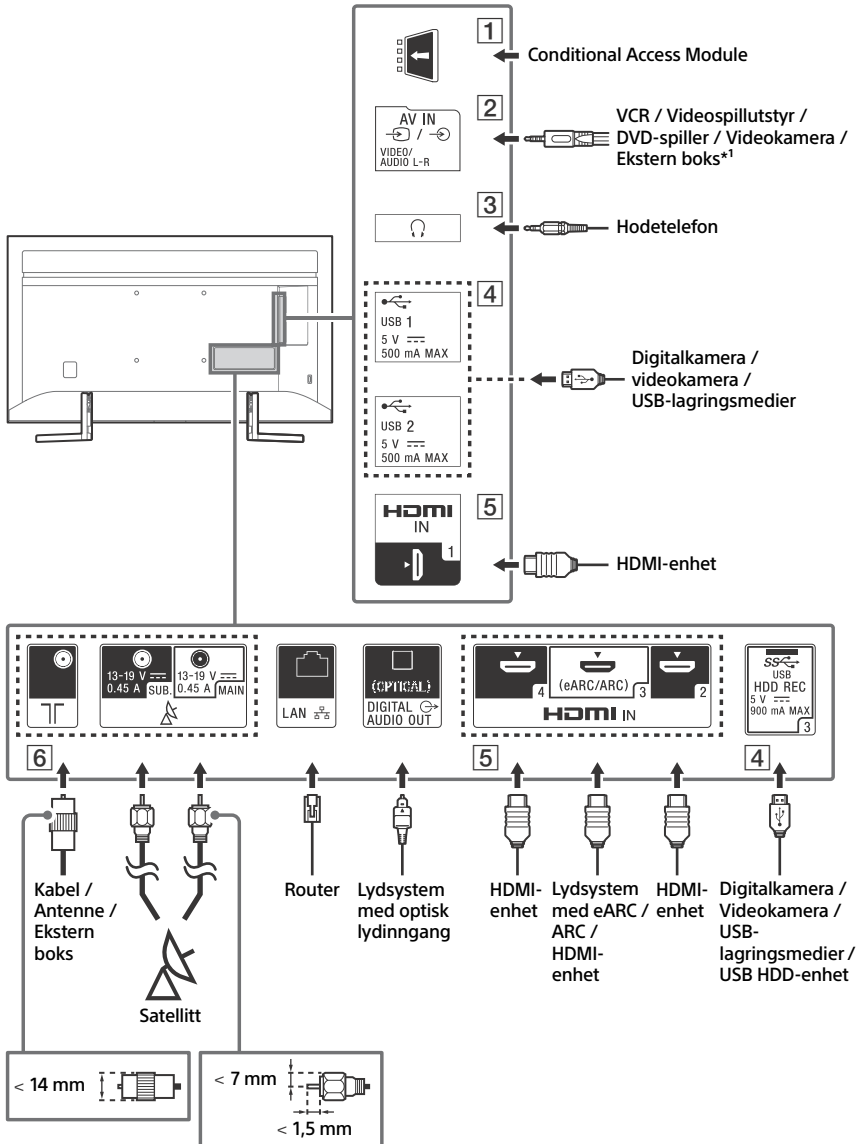 1
Conditional Access Module
2
AV IN
/
VIDEO/
AUDIO L-R
VCR / Videospillutstyr /
DVD-spiller / Videokamera /
Ekstern boks*1
3
Hodetelefon
4
USB 1
5 V
500 mA MAX
USB 2
5 V
500 mA MAX
Digitalkamera /
videokamera /
USB-lagringsmedier
5
HDMI
IN
1
HDMI-enhet
13-19 V
0.45 A SUB.
13-19 V
0.45 A MAIN
LAN
(OPTICAL)
DIGITAL
AUDIO OUT
4
(eARC/ARC) 3
2
HDMI IN
SS
USB
HDD REC
5 V
900 mA MAX
3
6
5
4
Kabel /
Antenne /
Ekstern
boks
Satellitt
Router
Lydsystem
med optisk
lydinngang
HDMI-
enhet
Lydsystem
med eARC /
ARC /
HDMI-
enhet
HDMI-
enhet
Digitalkamera /
Videokamera /
USB-
lagringsmedier /
USB HDD-enhet
< 14 mm
< 7 mm
< 1,5 mm